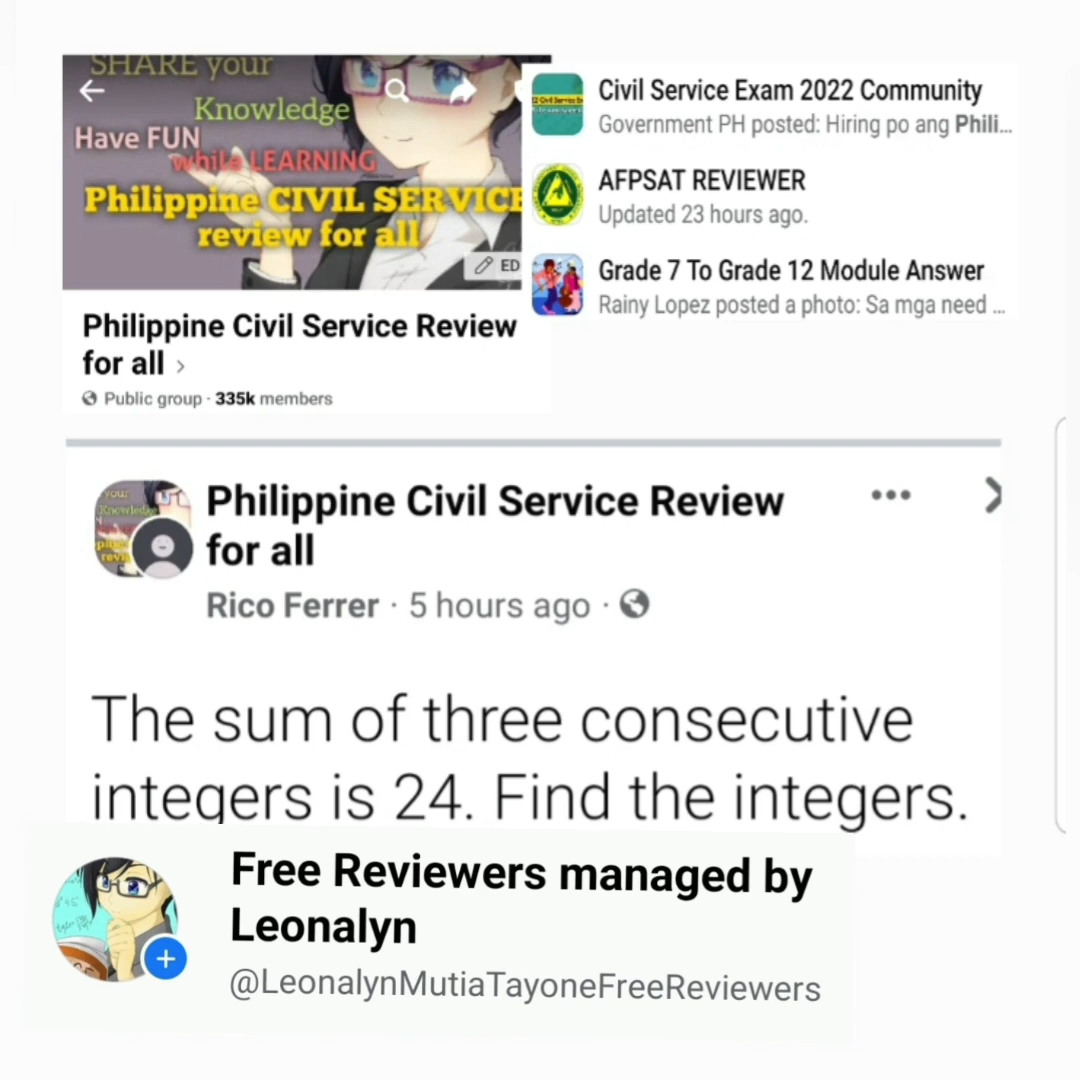 SHARE your
Knowledge
Have FUN
while LEARNING
Philippine CIVIL SERVICE
review for all
ED
Philippine Civil Service Review
for all
Public group · 335k members
Civil Service Exam 2022 Community
Government PH posted: Hiring po ang Phili...
AFPSAT REVIEWER
Updated 23 hours ago.
Grade 7 To Grade 12 Module Answer
Rainy Lopez posted a photo: Sa mga need ...
your
Knowledge
Philippine Civil Service Review
for all
Rico Ferrer · 5 hours ago ·
The sum of three consecutive
integers is 24. Find the integers.
Free Reviewers managed by
Leonalyn
@LeonalynMutiaTayoneFreeReviewers